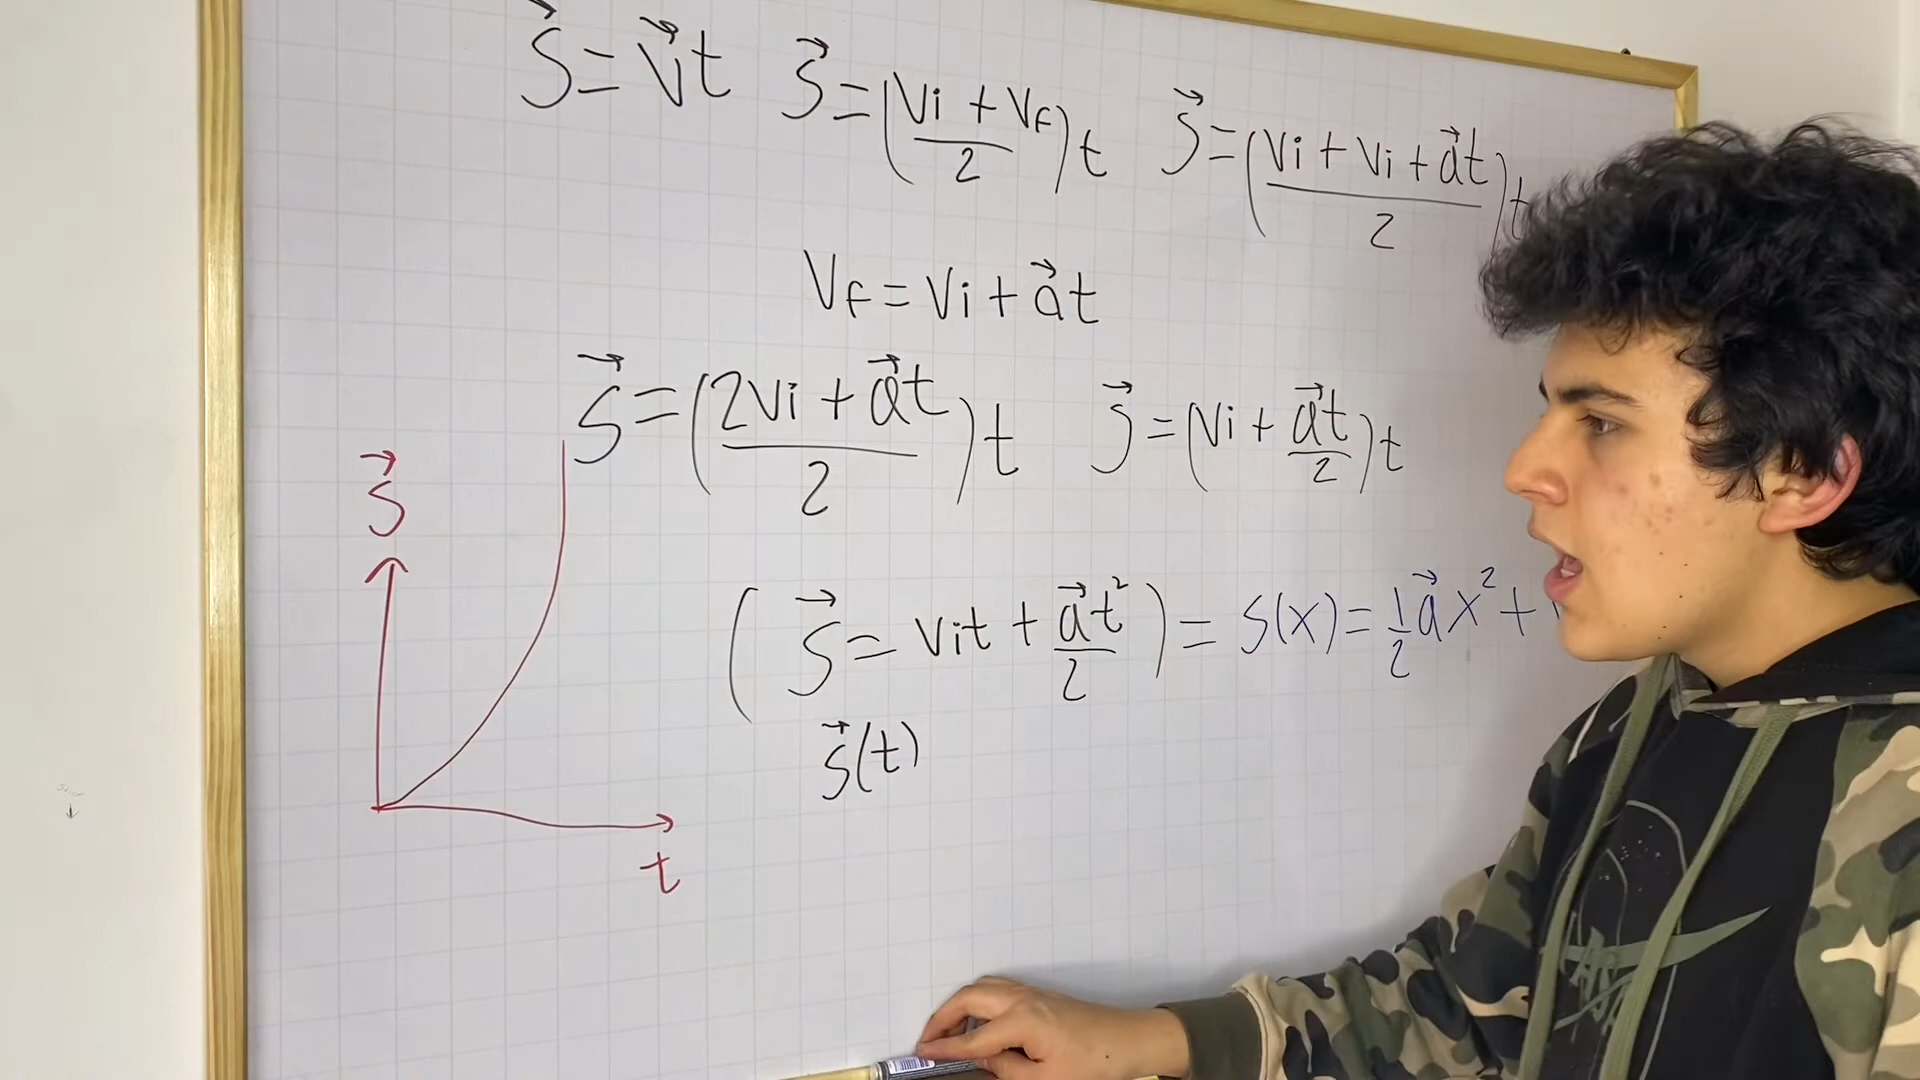 S⃗ = v⃗t S⃗ = (Vi + Vf / 2)t S⃗ = (Vi + Vi + a⃗t / 2)t
Vf = Vi + a⃗t
S⃗ = (2Vi + a⃗t / 2)t S⃗ = (Vi + a⃗t / 2)t
S⃗
(S⃗ = Vit + a⃗t² / 2) = S(x) = 1/2 a⃗x² +
S⃗(t)
t